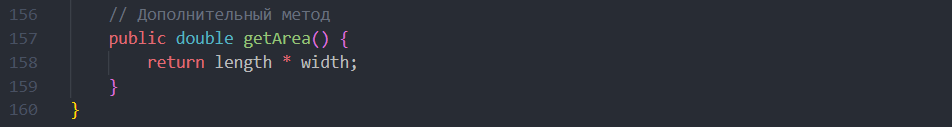 156 // Дополнительный метод
157 public double getArea() {
158 return length * width;
159 }
160 }